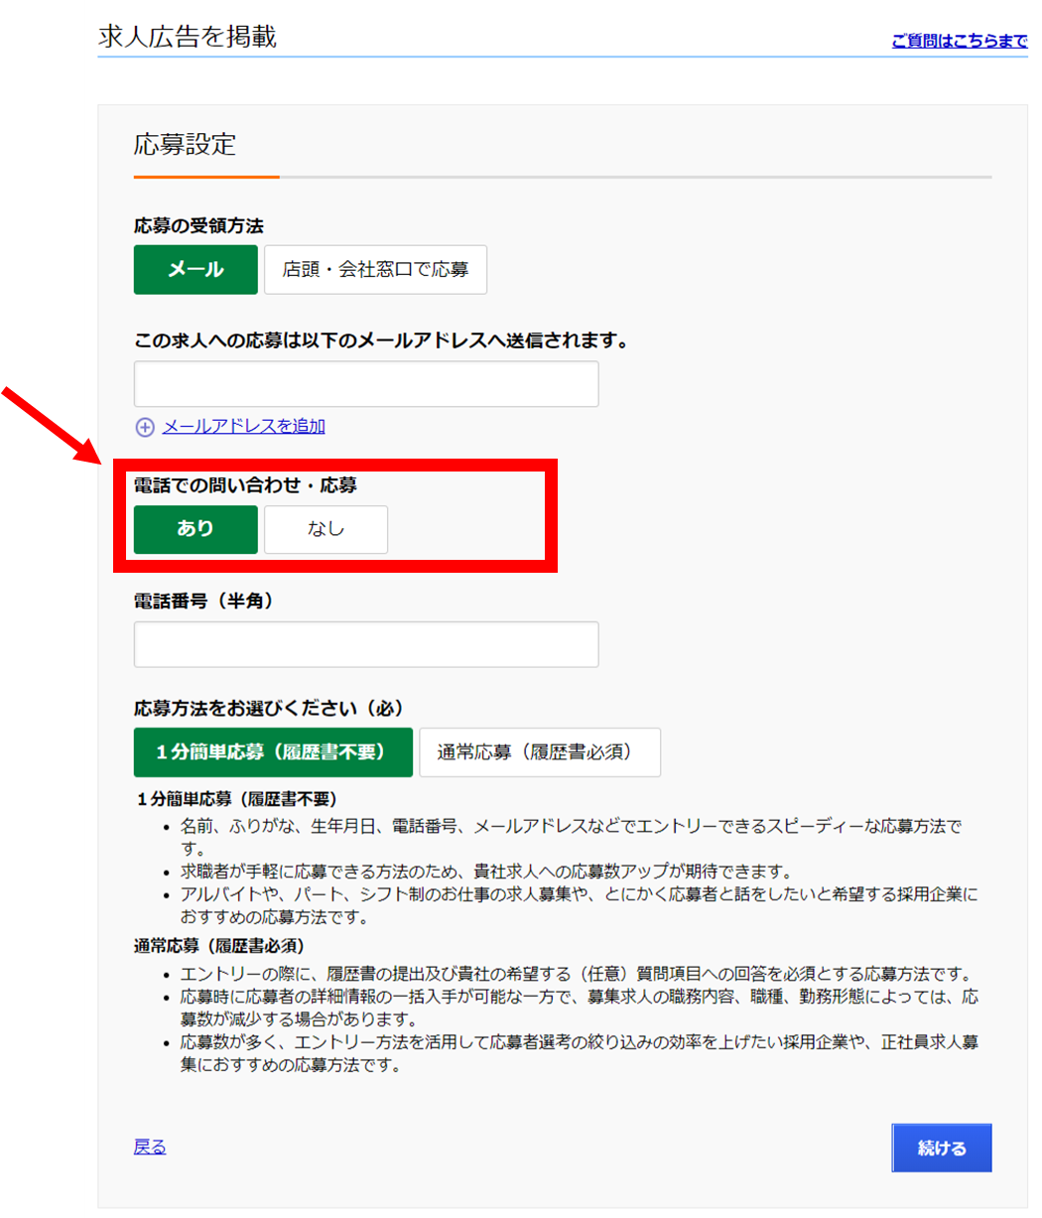 求人広告を掲載
ご質問はこちらまで
応募設定
応募の受領方法
メール
店頭・会社窓口で応募
この求人への応募は以下のメールアドレスへ送信されます。
メールアドレスを追加
電話での問い合わせ・応募
あり
なし
電話番号（半角）
応募方法をお選びください（必）
１分簡単応募（履歴書不要）
通常応募（履歴書必須）
１分簡単応募（履歴書不要）
• 名前、ふりがな、生年月日、電話番号、メールアドレスなどでエントリーできるスピーディーな応募方法で
す。
• 求職者が手軽に応募できる方法のため、貴社求人への応募数アップが期待できます。
• アルバイトや、パート、シフト制のお仕事の求人募集や、とにかく応募者と話をしたいと希望する採用企業に
おすすめの応募方法です。
通常応募（履歴書必須）
• エントリーの際に、履歴書の提出及び貴社の希望する（任意）質問項目への回答を必須とする応募方法です。
• 応募時に応募者の詳細情報の一括入手が可能な一方で、募集求人の職務内容、職種、勤務形態によっては、応
募数が減少する場合があります。
• 応募数が多く、エントリー方法を活用して応募者選考の絞り込みの効率を上げたい採用企業や、正社員求人募
集におすすめの応募方法です。
戻る
続ける